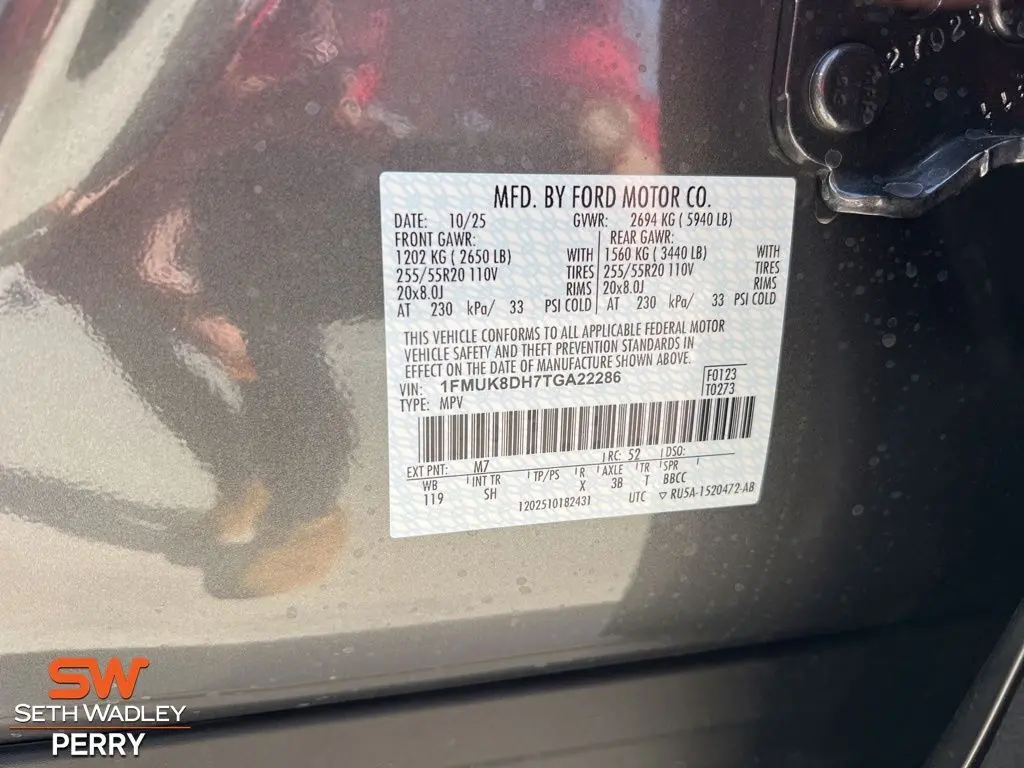 27025
MFD. BY FORD MOTOR CO.
DATE: 10/25 GVWR: 2694 KG ( 5940 LB)
FRONT GAWR: REAR GAWR:
1202 KG ( 2650 LB) WITH 1560 KG ( 3440 LB) WITH
255/55R20 110V TIRES 255/55R20 110V TIRES
20x8.0J RIMS 20x8.0J RIMS
AT 230 kPa/ 33 PSI COLD AT 230 kPa/ 33 PSI COLD
THIS VEHICLE CONFORMS TO ALL APPLICABLE FEDERAL MOTOR
VEHICLE SAFETY AND THEFT PREVENTION STANDARDS IN
EFFECT ON THE DATE OF MANUFACTURE SHOWN ABOVE.
VIN: 1FMUK8DH7TGA22286 F0123
TYPE: MPV T0273
EXT PNT: M7 RC: 52 DSO:
WB INT TR TP/PS R AXLE TR SPR
119 SH X 3B T BBCC
1202510182431 UTC ▽ RU5A-1520472-AB
SW
SETH WADLEY
PERRY